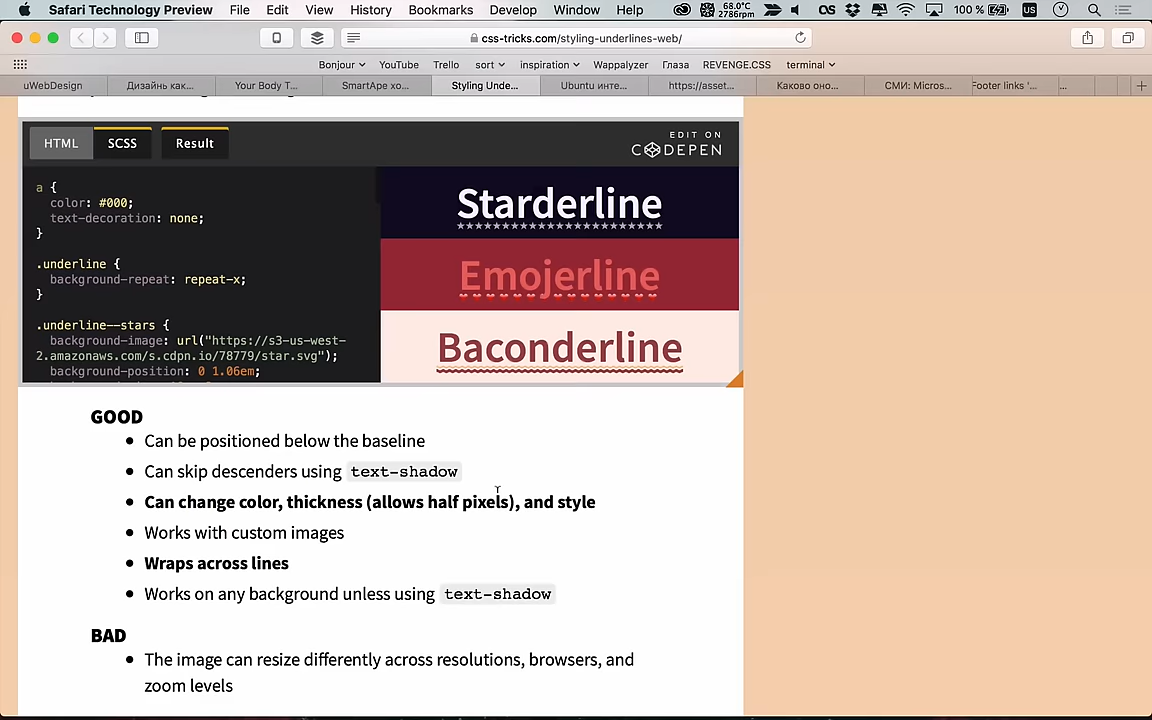 Safari Technology Preview File Edit View History Bookmarks Develop Window Help 68.0°C 2786rpm 100 % US
css-tricks.com/styling-underlines-web/
Bonjour YouTube Trello sort inspiration Wappalyzer Глаза REVENGE.CSS terminal
uWebDesign Дизайнь как... Your Body T... SmartApe хо... Styling Unde... Ubuntu инте... https://asset... Каково оно... СМИ: Micros... Footer links '... ...
HTML SCSS Result EDIT ON CODEPEN
a {
color: #000;
text-decoration: none;
}
.underline {
background-repeat: repeat-x;
}
.underline--stars {
background-image: url("https://s3-us-west-
2.amazonaws.com/s.cdpn.io/78779/star.svg");
background-position: 0 1.06em;
Starderline
Emojerline
Baconderline
GOOD
• Can be positioned below the baseline
• Can skip descenders using text-shadow
• Can change color, thickness (allows half pixels), and style
• Works with custom images
• Wraps across lines
• Works on any background unless using text-shadow
BAD
• The image can resize differently across resolutions, browsers, and
zoom levels